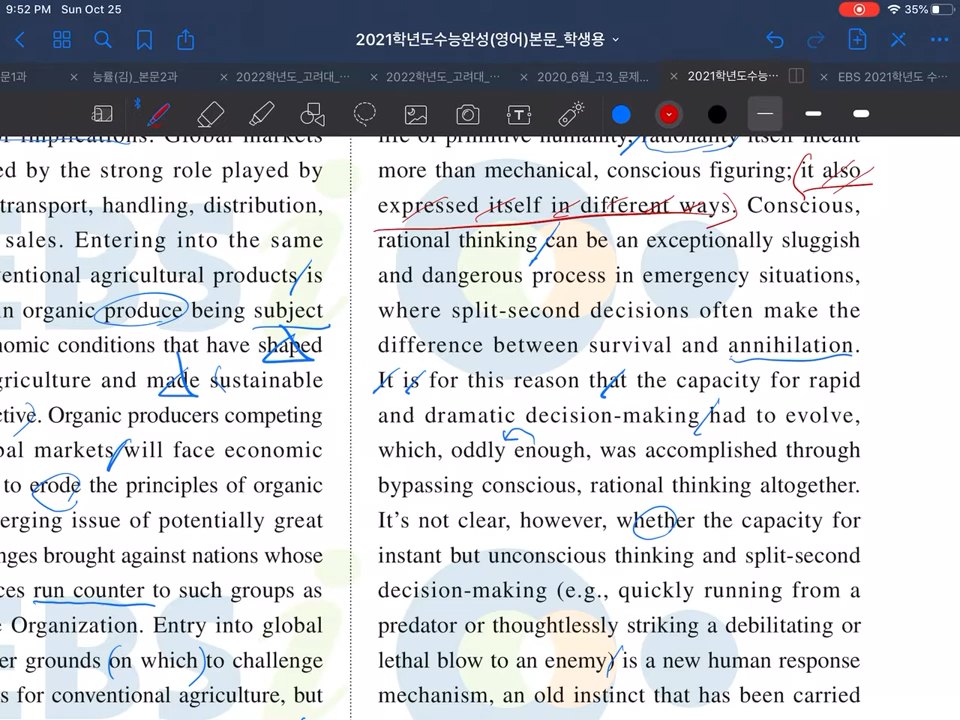 9:52 PM Sun Oct 25
35%
2021학년도수능완성(영어)본문_학생용
문1과
능률(김)_본문2과
2022학년도_고려대_...
2022학년도_고려대_...
2020_6월_고3_문제...
2021학년도수능...
EBS 2021학년도 수...
implications. Global markets
ed by the strong role played by
transport, handling, distribution,
sales. Entering into the same
ventional agricultural products is
n organic produce being subject
nomic conditions that have shaped
griculture and made sustainable
ctive. Organic producers competing
bal markets will face economic
to erode the principles of organic
erging issue of potentially great
nges brought against nations whose
ces run counter to such groups as
e Organization. Entry into global
er grounds (on which) to challenge
s for conventional agriculture, but
life of primitive humanity, rationality itself meant
more than mechanical, conscious figuring; it also
expressed itself in different ways. Conscious,
rational thinking can be an exceptionally sluggish
and dangerous process in emergency situations,
where split-second decisions often make the
difference between survival and annihilation.
It is for this reason that the capacity for rapid
and dramatic decision-making had to evolve,
which, oddly enough, was accomplished through
bypassing conscious, rational thinking altogether.
It's not clear, however, whether the capacity for
instant but unconscious thinking and split-second
decision-making (e.g., quickly running from a
predator or thoughtlessly striking a debilitating or
lethal blow to an enemy) is a new human response
mechanism, an old instinct that has been carried